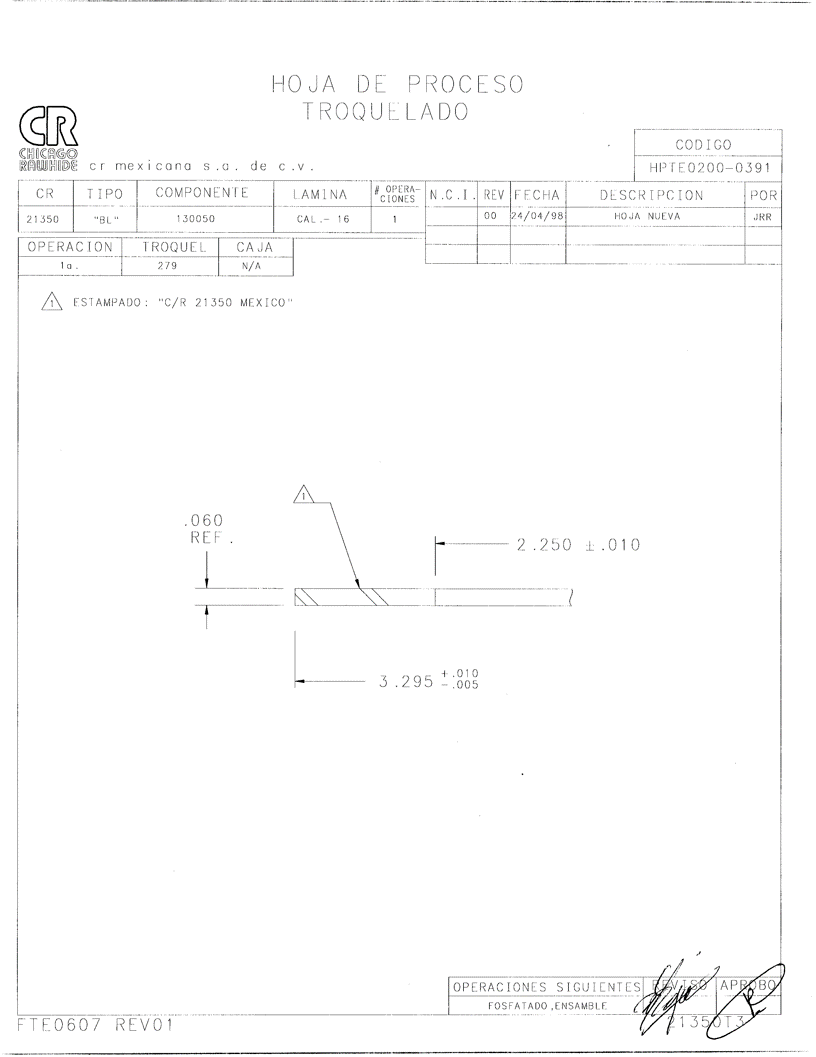 HOJA DE PROCESO
TROQUELADO
CR
CHICAGO
RAWHIDE
cr mexicana s.a. de c.v.
CODIGO
HPTE0200-0391
CR TIPO COMPONENTE LAMINA # OPERA-
CIONES
21350 "BL" 130050 CAL.- 16 1
N.C.I. REV FECHA DESCRIPCION POR
00 24/04/98 HOJA NUEVA JRR
OPERACION TROQUEL CAJA
1a. 279 N/A
1 ESTAMPADO: "C/R 21350 MEXICO"
1
.060
REF.
2.250 ±.010
3.295 +.010
-.005
OPERACIONES SIGUIENTES REVISO APROBO
FOSFATADO,ENSAMBLE
21350T3
FTE0607 REV01